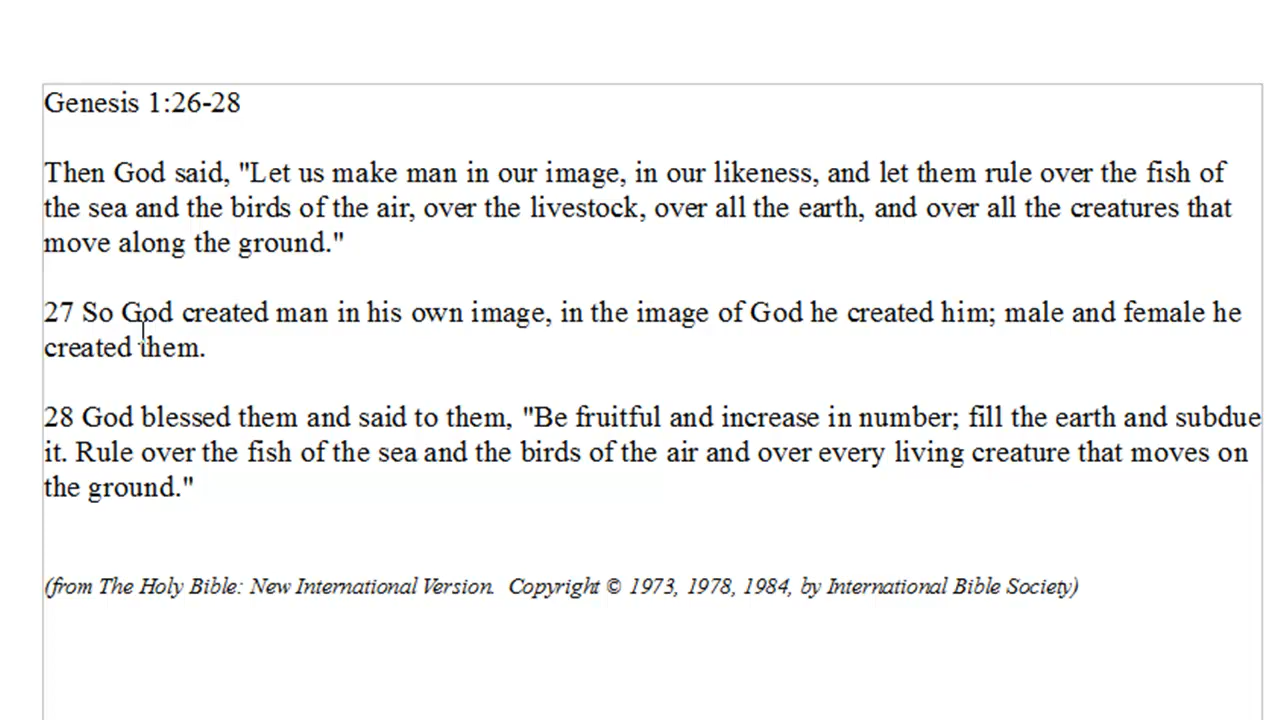 Genesis 1:26-28
Then God said, "Let us make man in our image, in our likeness, and let them rule over the fish of
the sea and the birds of the air, over the livestock, over all the earth, and over all the creatures that
move along the ground."
27 So God created man in his own image, in the image of God he created him; male and female he
created them.
28 God blessed them and said to them, "Be fruitful and increase in number; fill the earth and subdue
it. Rule over the fish of the sea and the birds of the air and over every living creature that moves on
the ground."
(from The Holy Bible: New International Version.  Copyright © 1973, 1978, 1984, by International Bible Society)